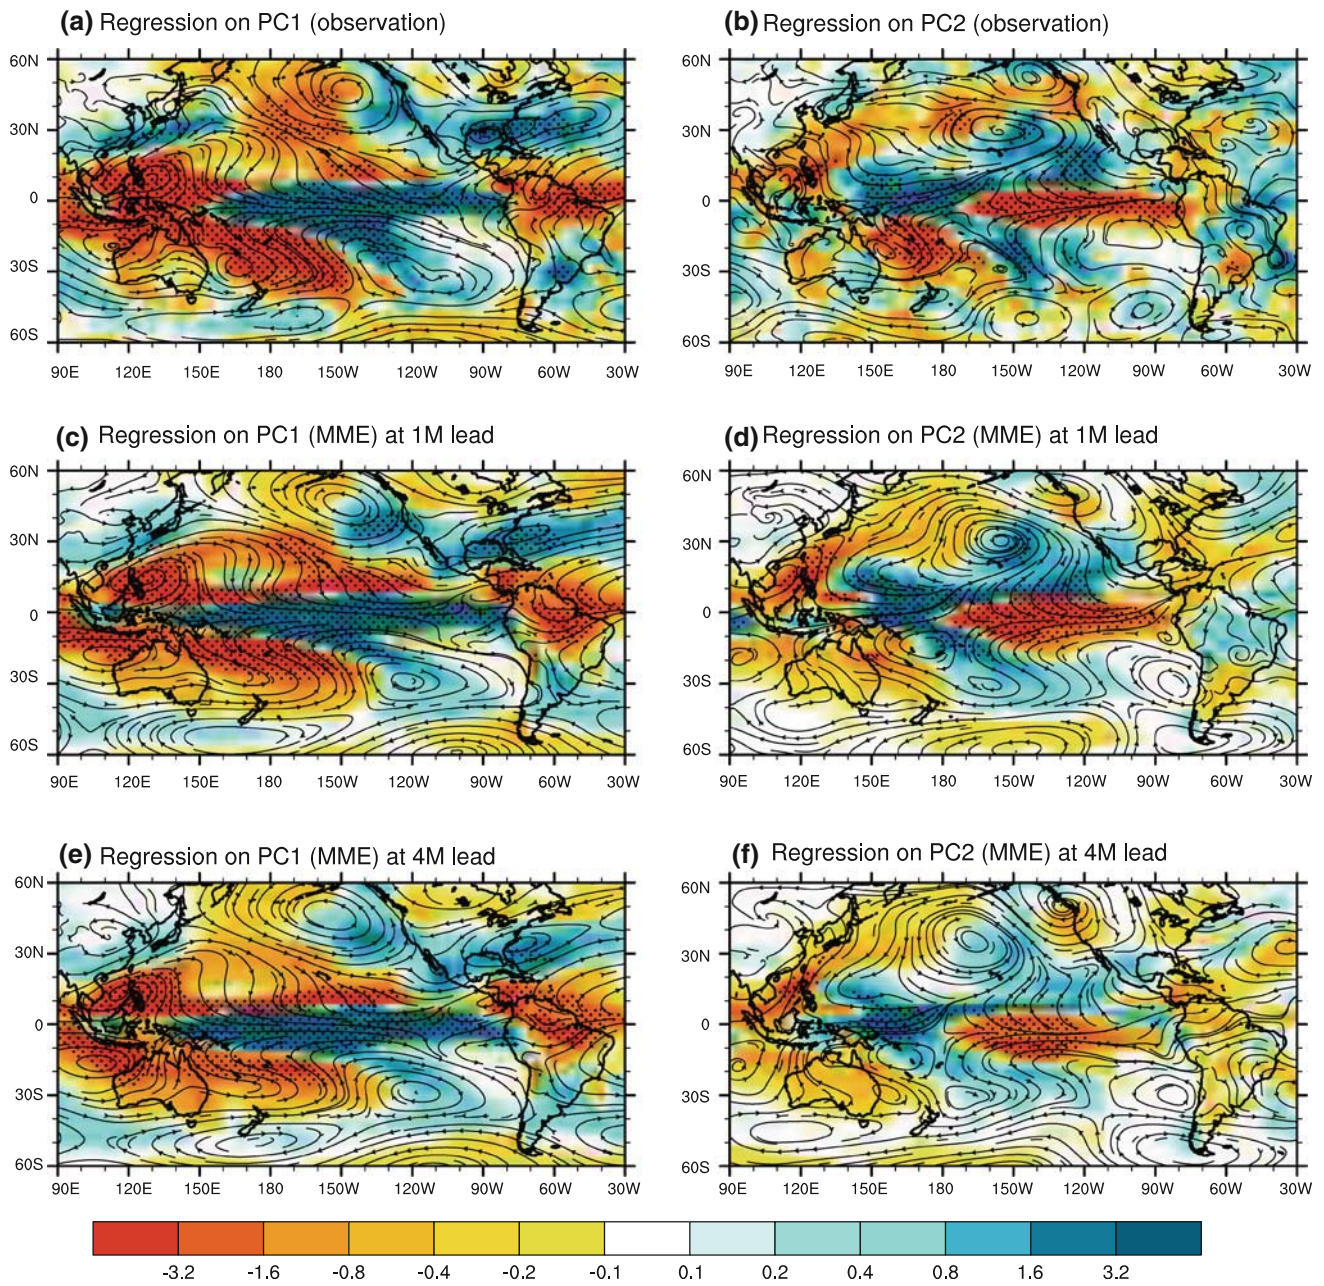 (a) Regression on PC1 (observation)
(b) Regression on PC2 (observation)
60N
30N
0
30S
60S
90E 120E 150E 180 150W 120W 90W 60W 30W
60N
30N
0
30S
60S
90E 120E 150E 180 150W 120W 90W 60W 30W
(c) Regression on PC1 (MME) at 1M lead
(d) Regression on PC2 (MME) at 1M lead
60N
30N
0
30S
60S
90E 120E 150E 180 150W 120W 90W 60W 30W
60N
30N
0
30S
60S
90E 120E 150E 180 150W 120W 90W 60W 30W
(e) Regression on PC1 (MME) at 4M lead
(f) Regression on PC2 (MME) at 4M lead
60N
30N
0
30S
60S
90E 120E 150E 180 150W 120W 90W 60W 30W
60N
30N
0
30S
60S
90E 120E 150E 180 150W 120W 90W 60W 30W
-3.2 -1.6 -0.8 -0.4 -0.2 -0.1 0.1 0.2 0.4 0.8 1.6 3.2